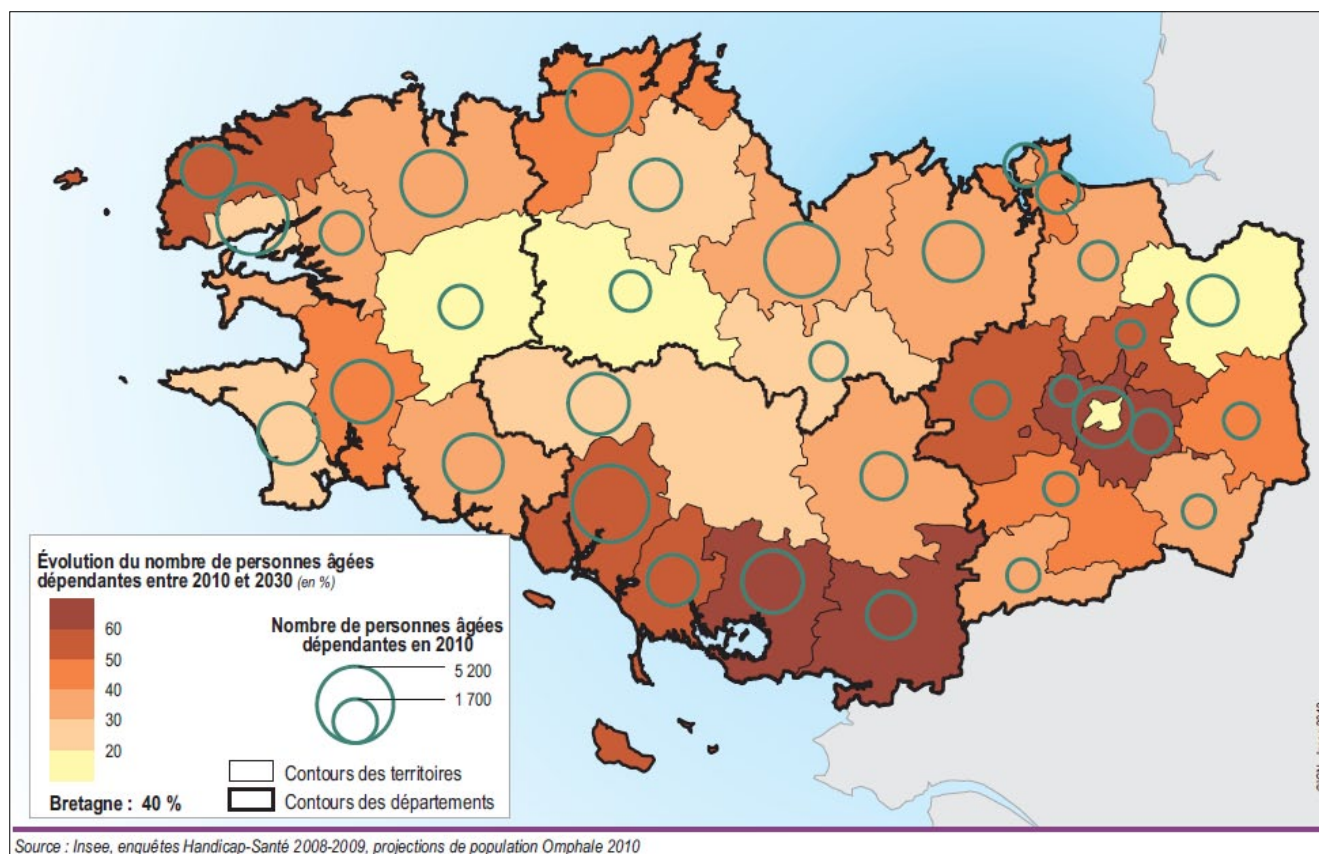 Évolution du nombre de personnes âgées
dépendantes entre 2010 et 2030 (en %)
60
50
40
30
20
Bretagne : 40 %
Nombre de personnes âgées
dépendantes en 2010
5 200
1 700
Contours des territoires
Contours des départements
Source : Insee, enquêtes Handicap-Santé 2008-2009, projections de population Omphale 2010